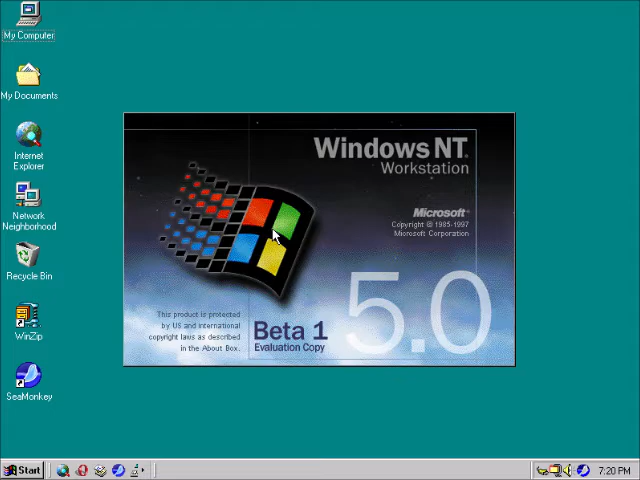 My Computer
My Documents
Internet
Explorer
Network
Neighborhood
Recycle Bin
WinZip
SeaMonkey
Windows NT
Workstation
Microsoft
Copyright © 1985-1997
Microsoft Corporation
This product is protected
by US and international
copyright laws as described
in the About Box.
Beta 1
Evaluation Copy
5.0
Start
7:20 PM